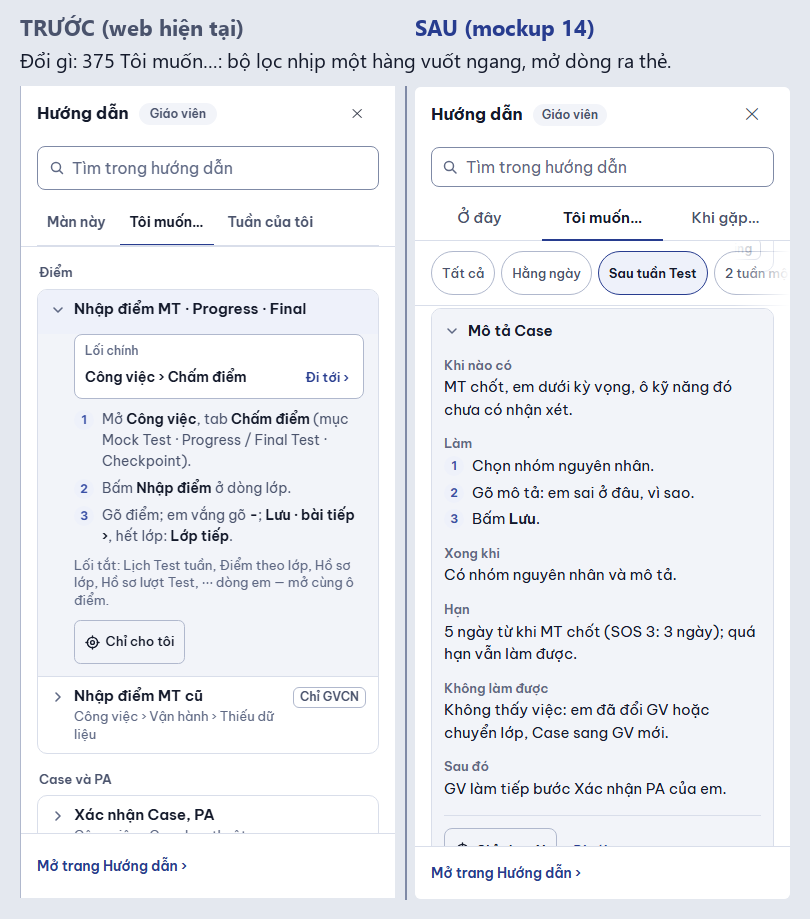 TRƯỚC (web hiện tại)
SAU (mockup 14)
Đổi gì: 375 Tôi muốn...: bộ lọc nhịp một hàng vuốt ngang, mở dòng ra thẻ.
Hướng dẫn
Giáo viên
Tìm trong hướng dẫn
Màn này
Tôi muốn...
Tuần của tôi
Điểm
Nhập điểm MT · Progress · Final
Lối chính
Công việc › Chấm điểm
Đi tới ›
1 Mở Công việc, tab Chấm điểm (mục
Mock Test · Progress / Final Test ·
Checkpoint).
2 Bấm Nhập điểm ở dòng lớp.
3 Gõ điểm; em vắng gõ -; Lưu · bài tiếp
›, hết lớp: Lớp tiếp.
Lối tắt: Lịch Test tuần, Điểm theo lớp, Hồ sơ
lớp, Hồ sơ lượt Test, ··· dòng em — mở cùng ô
điểm.
Chỉ cho tôi
Nhập điểm MT cũ
Chỉ GVCN
Công việc › Vận hành › Thiếu dữ
liệu
Case và PA
Xác nhận Case, PA
Mở trang Hướng dẫn ›
Hướng dẫn
Giáo viên
Tìm trong hướng dẫn
Ở đây
Tôi muốn...
Khi gặp...
ng
Tất cả
Hằng ngày
Sau tuần Test
2 tuần mộ
Mô tả Case
Khi nào có
MT chốt, em dưới kỳ vọng, ô kỹ năng đó
chưa có nhận xét.
Làm
1 Chọn nhóm nguyên nhân.
2 Gõ mô tả: em sai ở đâu, vì sao.
3 Bấm Lưu.
Xong khi
Có nhóm nguyên nhân và mô tả.
Hạn
5 ngày từ khi MT chốt (SOS 3: 3 ngày); quá
hạn vẫn làm được.
Không làm được
Không thấy việc: em đã đổi GV hoặc
chuyển lớp, Case sang GV mới.
Sau đó
GV làm tiếp bước Xác nhận PA của em.
Mở trang Hướng dẫn ›